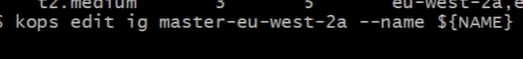 t2.medium 3 5 eu-west-2a,e
$ kops edit ig master-eu-west-2a --name ${NAME}